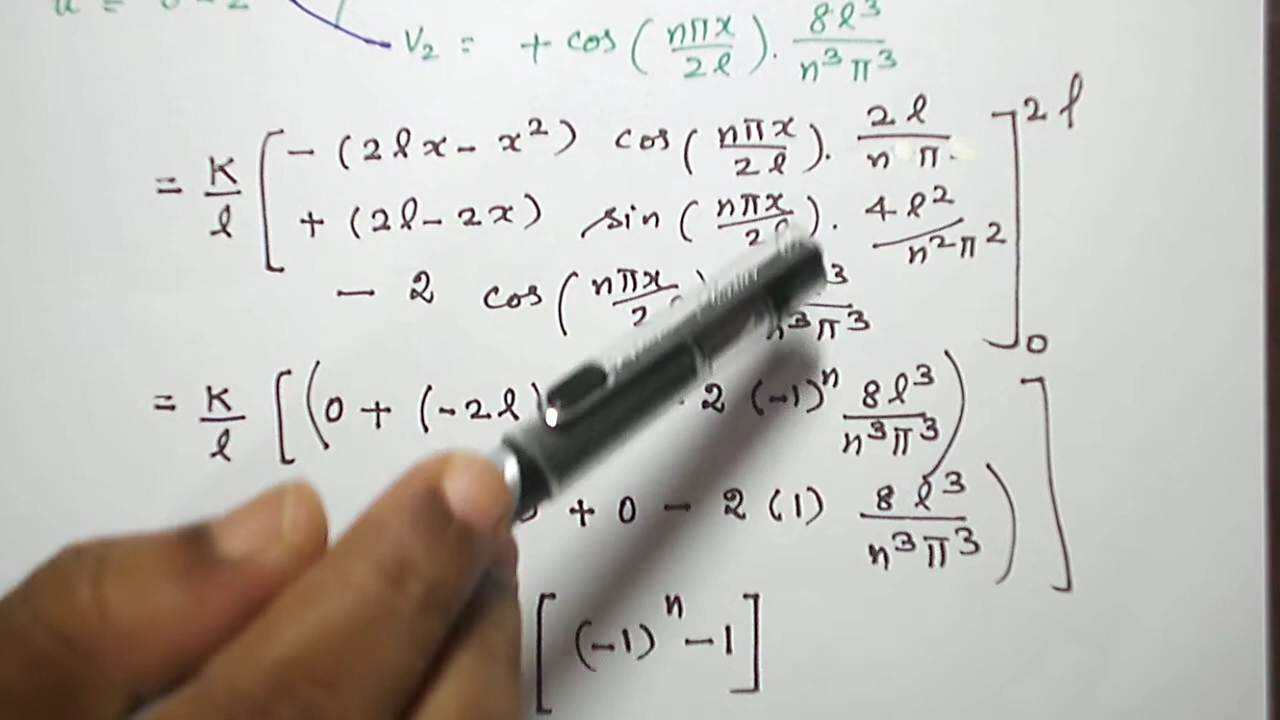 V₂ = + cos(nπx/2l). 8l³/n³π³
= K/l [ - (2lx - x²) cos(nπx/2l). 2l/nπ ]₀^2l
+ (2l - 2x) sin(nπx/2l). 4l²/n²π²
- 2 cos(nπx/ 3/n³π³
= K/l [(0 + (-2l) 2 (-1)ⁿ 8l³/n³π³)
+ 0 - 2 (1) 8l³/n³π³)]
[(-1)ⁿ - 1]